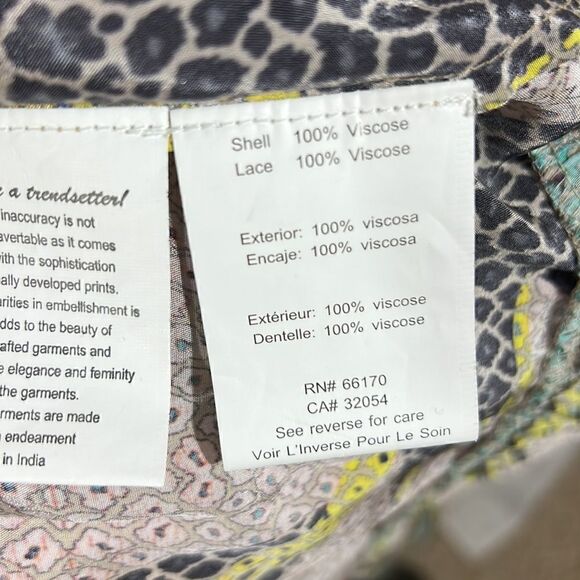 a trendsetter!
inaccuracy is not
avertable as it comes
with the sophistication
ally developed prints.
arities in embellishment is
dds to the beauty of
afted garments and
e elegance and feminity
the garments.
rments are made
endearment
in India
Shell 100% Viscose
Lace 100% Viscose
Exterior: 100% viscosa
Encaje: 100% viscosa
Extérieur: 100% viscose
Dentelle: 100% viscose
RN# 66170
CA# 32054
See reverse for care
Voir L'Inverse Pour Le Soin